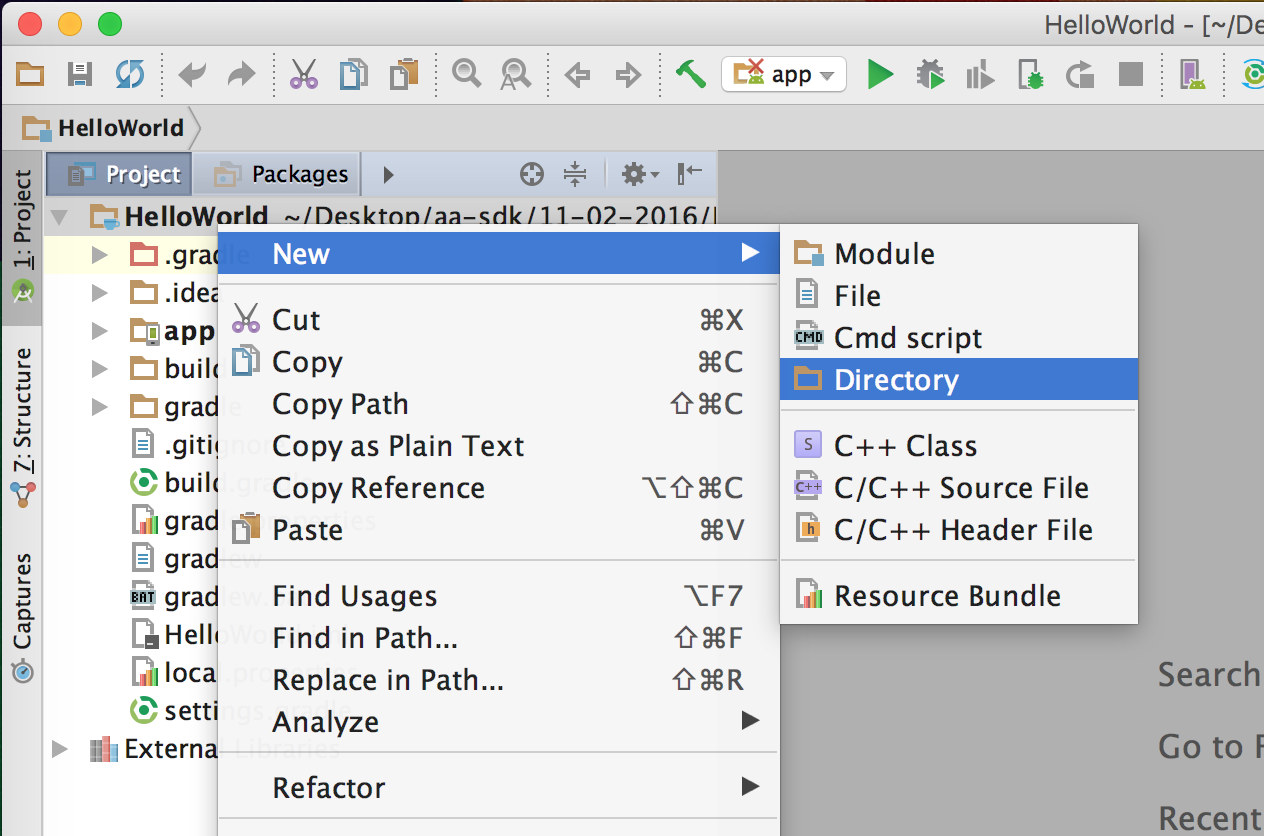 HelloWorld - [~/De
app
HelloWorld
Project
Packages
1: Project
Z: Structure
Captures
HelloWorld ~/Desktop/aa-sdk/11-02-2016/
.gradle
.idea
app
build
gradle
.gitignore
build.gradle
gradle.properties
gradlew
gradlew
BAT
HelloWorld
local.properties
settings.gradle
External Libraries
New
Cut ⌘X
Copy ⌘C
Copy Path ⇧⌘C
Copy as Plain Text
Copy Reference ⌥⇧⌘C
Paste ⌘V
Find Usages ⌥F7
Find in Path... ⇧⌘F
Replace in Path... ⇧⌘R
Analyze
Refactor
Module
File
CMD Cmd script
Directory
S C++ Class
C++ C/C++ Source File
h C/C++ Header File
Resource Bundle
Search
Go to F
Recent